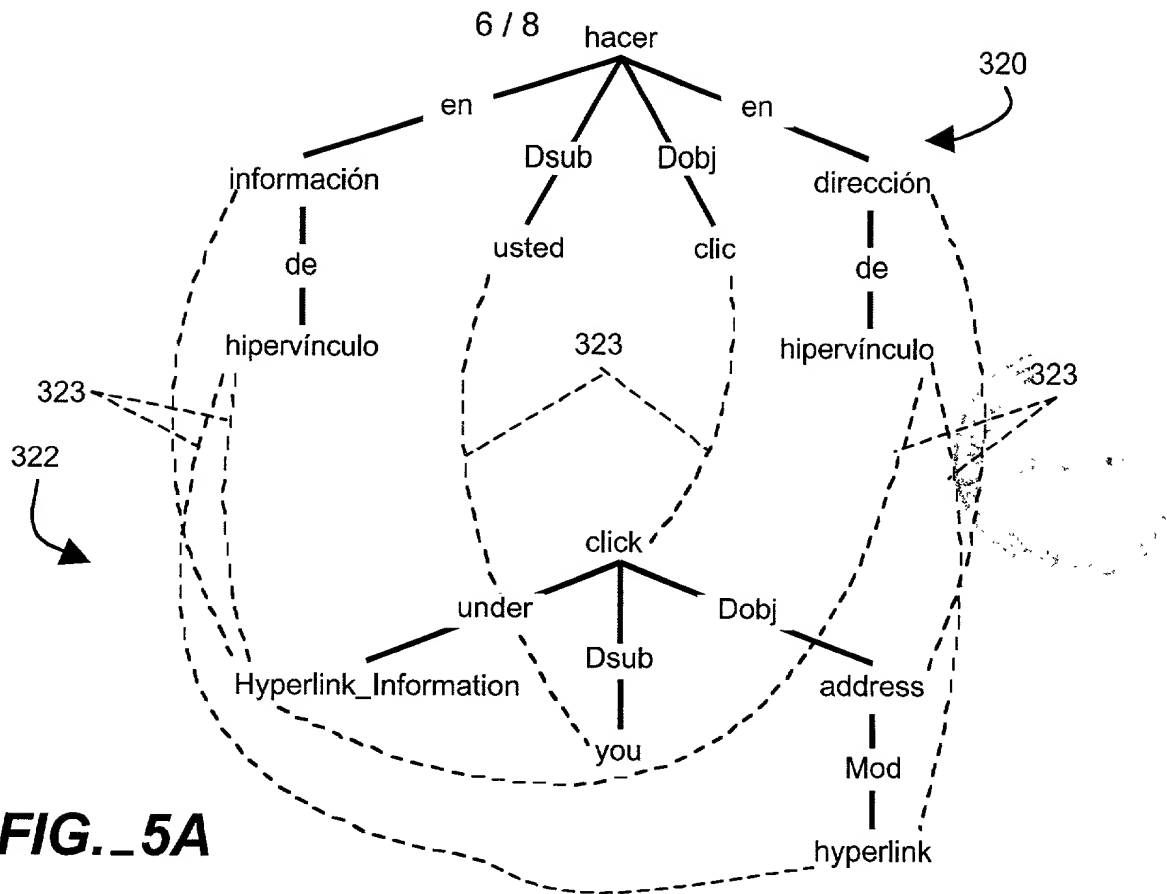 6 / 8
hacer
320
en
en
Dsub
Dobj
información
dirección
usted
clic
de
de
hipervínculo
323
hipervínculo
323
323
322
click
under
Dobj
Dsub
Hyperlink_Information
address
you
Mod
FIG._5A
hyperlink